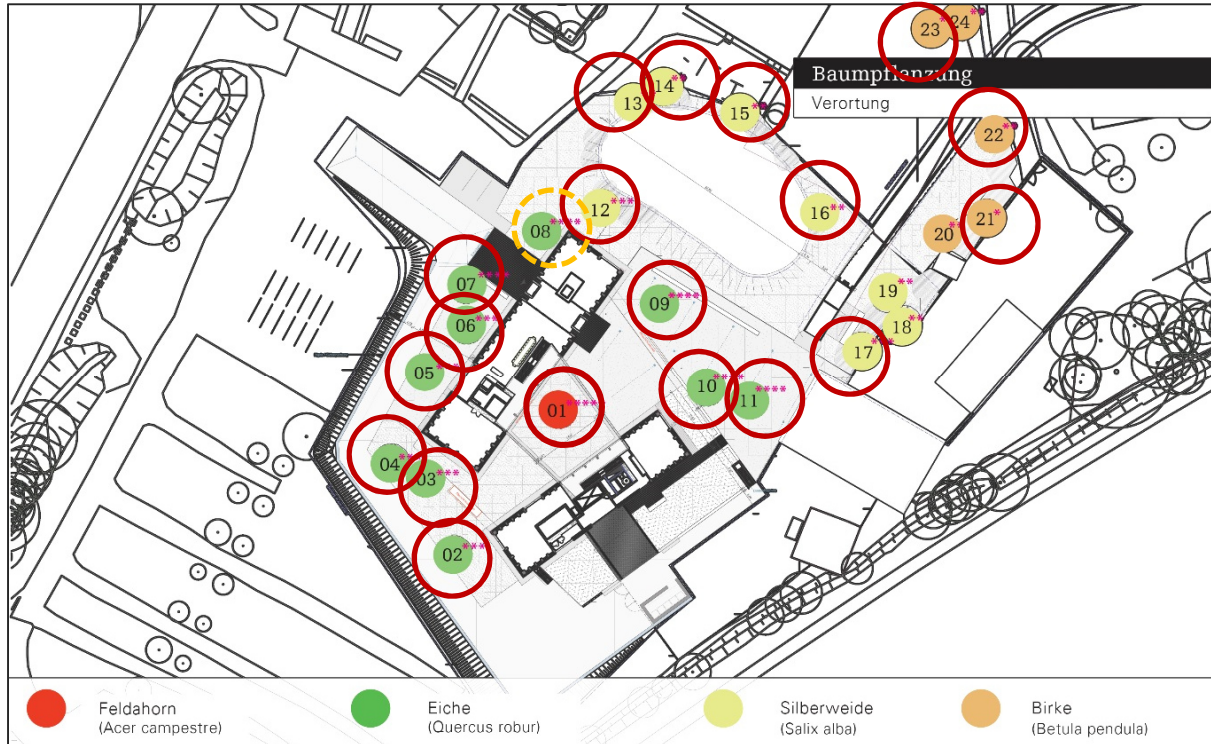 24**
23*
Baumpflanzung
Verortung
14**
13
15**
22**
12***
16**
21*
08****
20**
07****
19**
09****
06***
18**
17***
05
10****
11****
01****
04***
03***
02***
Feldahorn
(Acer campestre)
Eiche
(Quercus robur)
Silberweide
(Salix alba)
Birke
(Betula pendula)